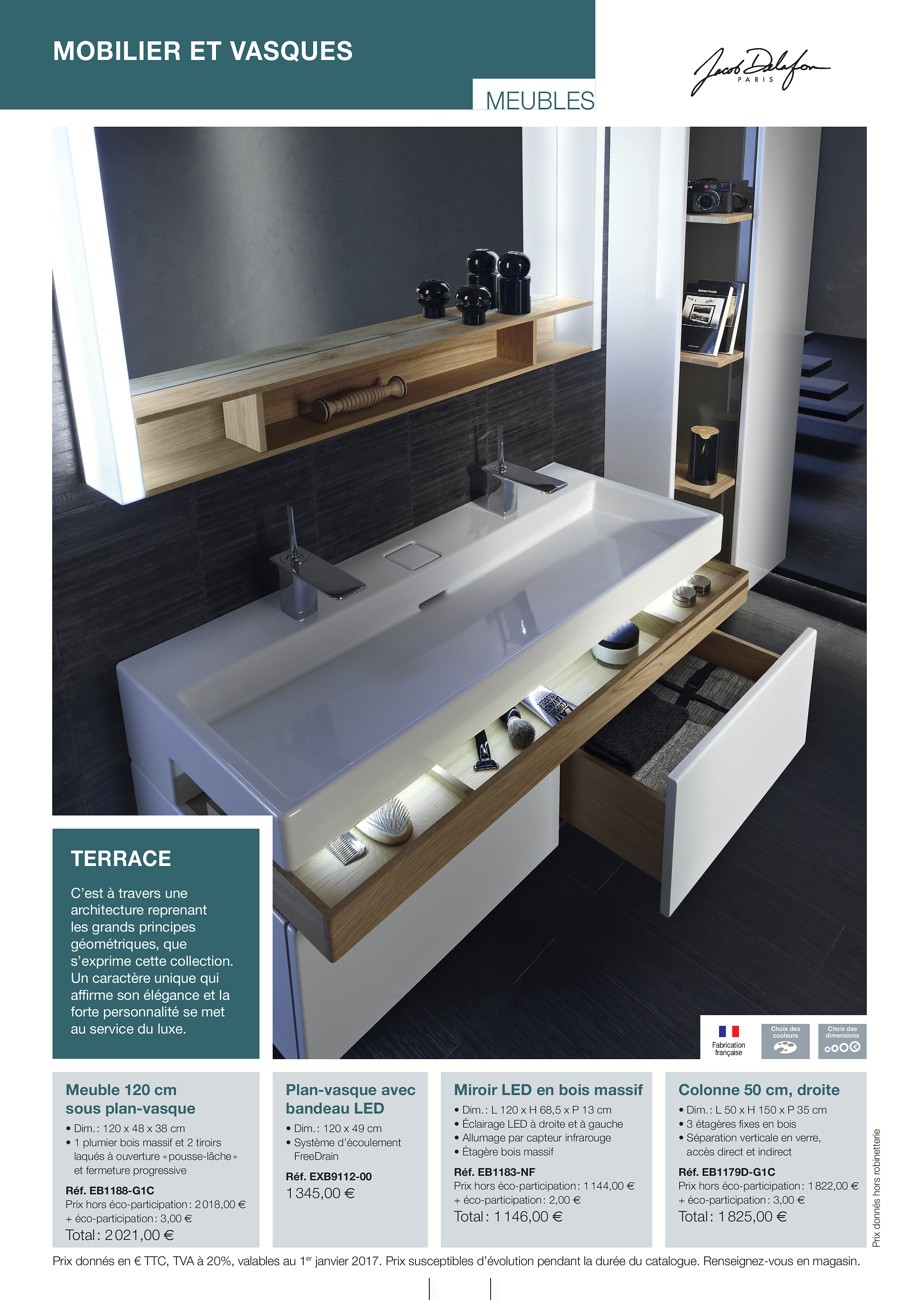 MOBILIER ET VASQUES
MEUBLES
Jacob Delafon
PARIS
TERRACE
C'est à travers une
architecture reprenant
les grands principes
géométriques, que
s'exprime cette collection.
Un caractère unique qui
affirme son élégance et la
forte personnalité se met
au service du luxe.
Fabrication
française
Choix des
couleurs
Choix des
dimensions
Meuble 120 cm
sous plan-vasque
• Dim. : 120 x 48 x 38 cm
• 1 plumier bois massif et 2 tiroirs
laqués à ouverture « pousse-lâche »
et fermeture progressive
Réf. EB1188-G1C
Prix hors éco-participation : 2 018,00 €
+ éco-participation : 3,00 €
Total : 2 021,00 €
Plan-vasque avec
bandeau LED
• Dim. : 120 x 49 cm
• Système d'écoulement
FreeDrain
Réf. EXB9112-00
1 345,00 €
Miroir LED en bois massif
• Dim. : L 120 x H 68,5 x P 13 cm
• Éclairage LED à droite et à gauche
• Allumage par capteur infrarouge
• Étagère bois massif
Réf. EB1183-NF
Prix hors éco-participation : 1 144,00 €
+ éco-participation : 2,00 €
Total : 1 146,00 €
Colonne 50 cm, droite
• Dim. : L 50 x H 150 x P 35 cm
• 3 étagères fixes en bois
• Séparation verticale en verre,
accès direct et indirect
Réf. EB1179D-G1C
Prix hors éco-participation : 1 822,00 €
+ éco-participation : 3,00 €
Total : 1 825,00 €
Prix donnés hors robinetterie
Prix donnés en € TTC, TVA à 20%, valables au 1er janvier 2017. Prix susceptibles d'évolution pendant la durée du catalogue. Renseignez-vous en magasin.